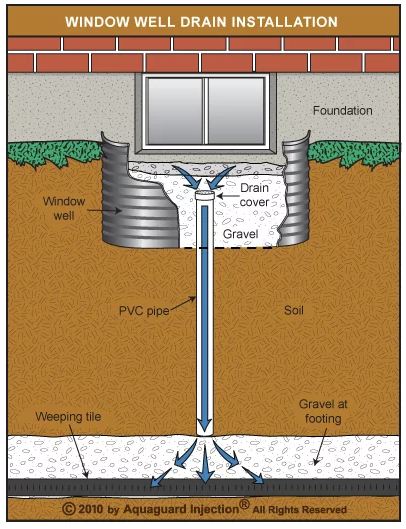 WINDOW WELL DRAIN INSTALLATION
Foundation
Window
well
Drain
cover
Gravel
PVC pipe
Soil
Weeping tile
Gravel at
footing
© 2010 by Aquaguard Injection® All Rights Reserved